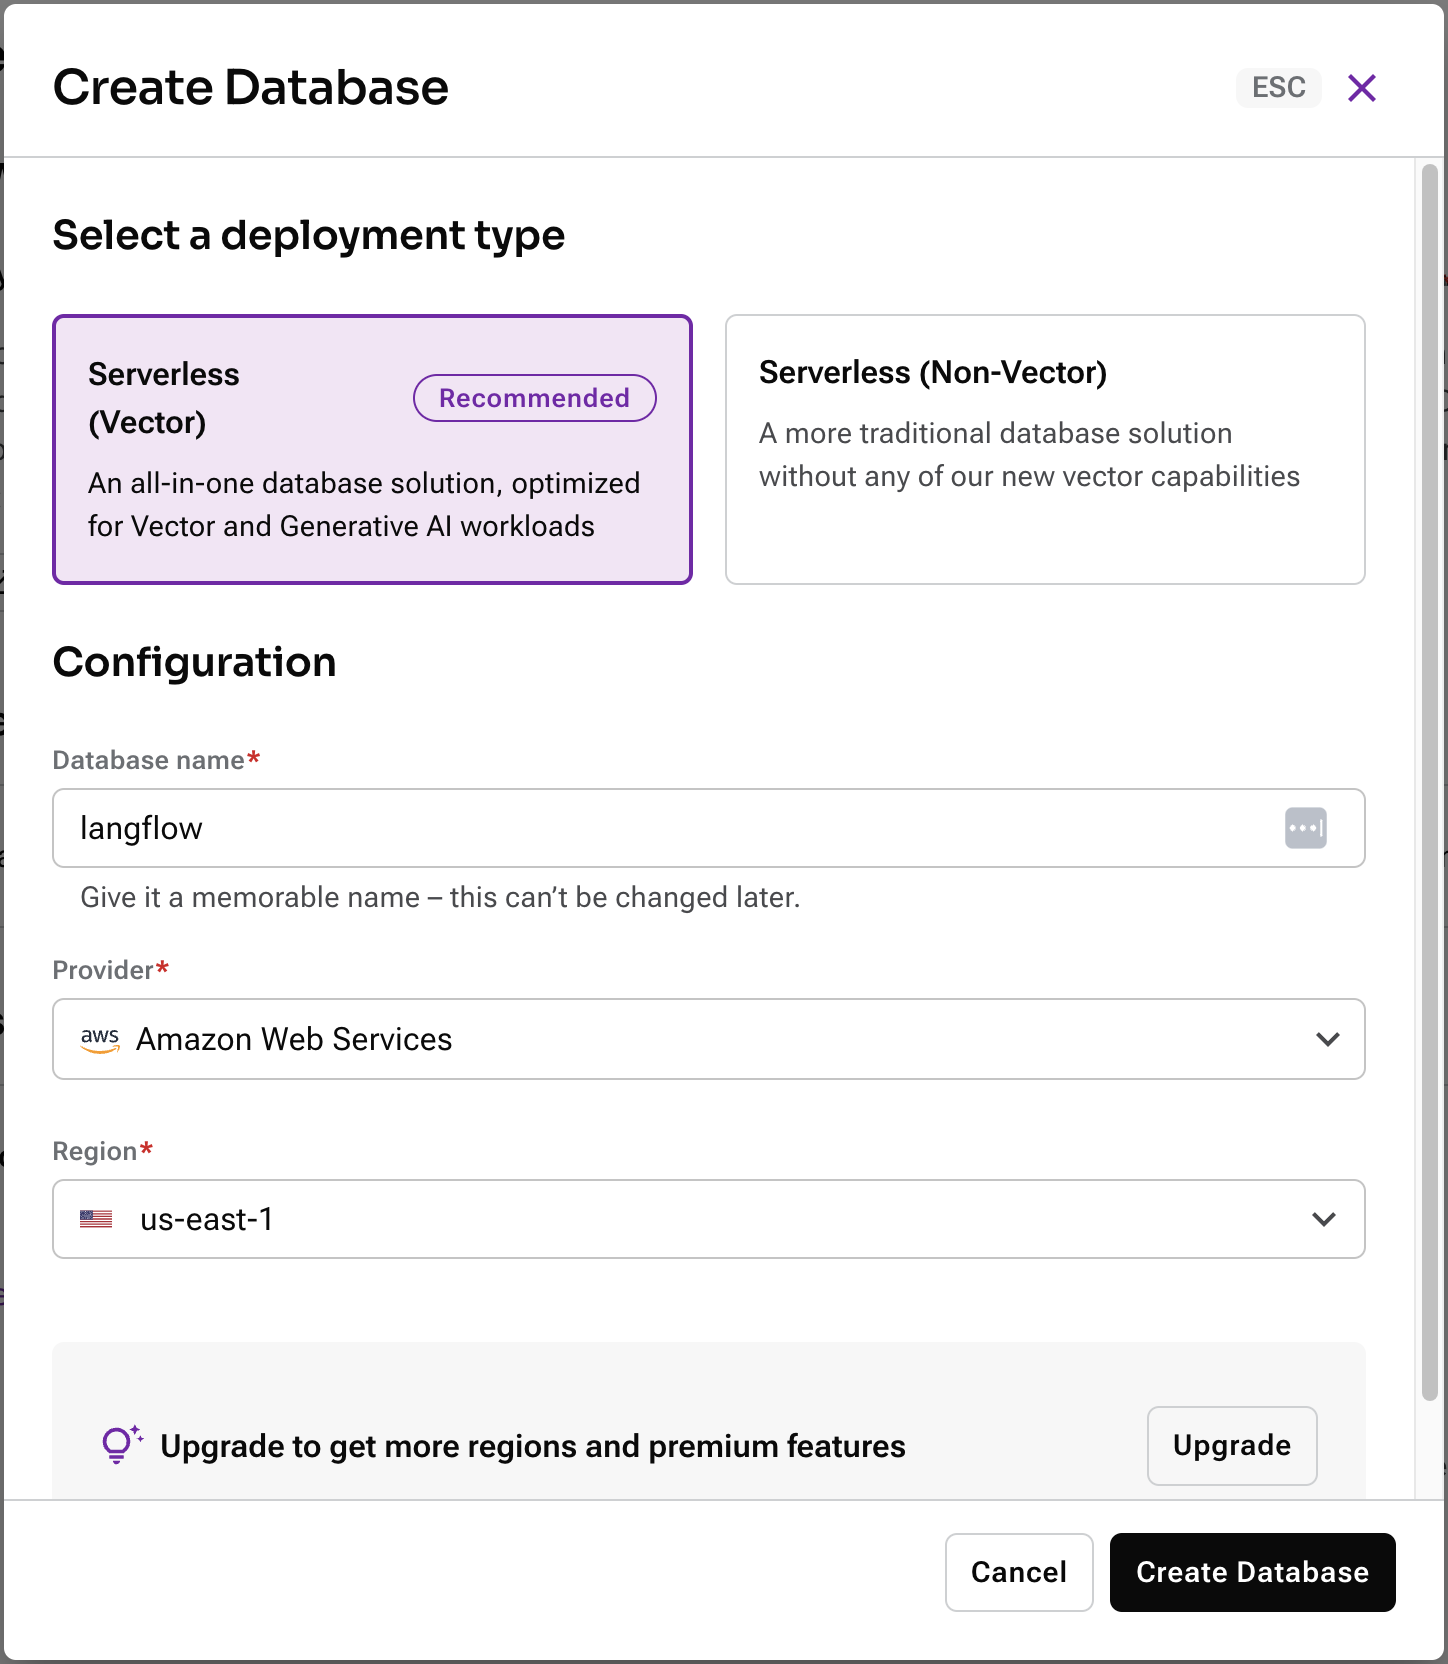 Create Database
ESC
Select a deployment type
Serverless
(Vector)
Recommended
An all-in-one database solution, optimized
for Vector and Generative AI workloads
Serverless (Non-Vector)
A more traditional database solution
without any of our new vector capabilities
Configuration
Database name*
langflow
Give it a memorable name – this can’t be changed later.
Provider*
aws Amazon Web Services
Region*
us-east-1
Upgrade to get more regions and premium features
Upgrade
Cancel
Create Database